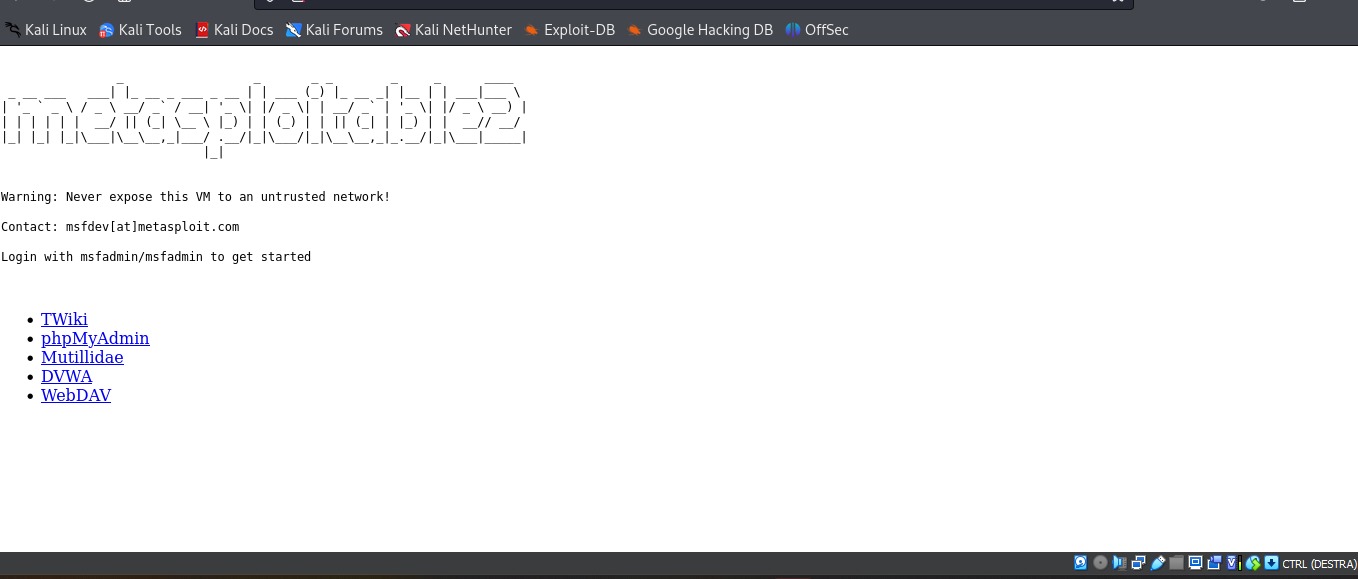 Kali Linux Kali Tools Kali Docs Kali Forums Kali NetHunter Exploit-DB Google Hacking DB OffSec
metasploitable2
Warning: Never expose this VM to an untrusted network!
Contact: msfdev[at]metasploit.com
Login with msfadmin/msfadmin to get started
TWiki
phpMyAdmin
Mutillidae
DVWA
WebDAV
CTRL (DESTRA)